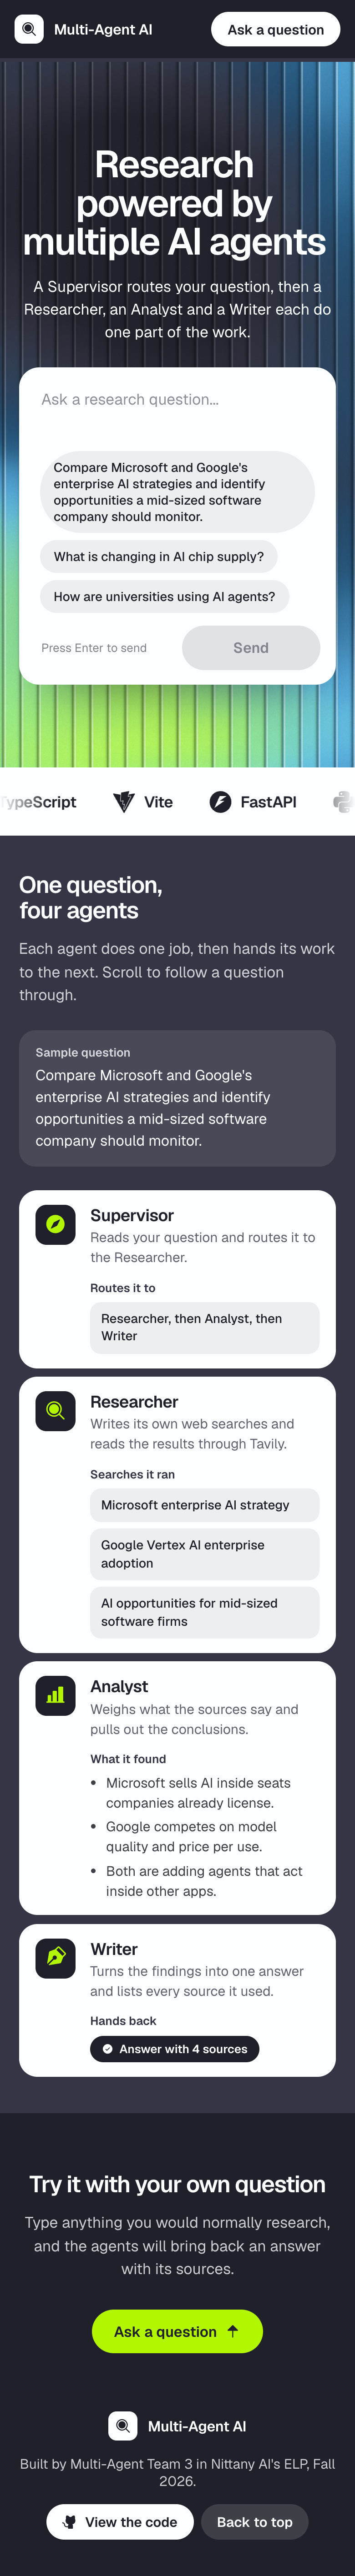 Multi-Agent AI
Ask a question
Research
powered by
multiple AI agents
A Supervisor routes your question, then a
Researcher, an Analyst and a Writer each do
one part of the work.
Ask a research question...
Compare Microsoft and Google's
enterprise AI strategies and identify
opportunities a mid-sized software
company should monitor.
What is changing in AI chip supply?
How are universities using AI agents?
Press Enter to send
Send
TypeScript
Vite
FastAPI
One question,
four agents
Each agent does one job, then hands its work
to the next. Scroll to follow a question
through.
Sample question
Compare Microsoft and Google's
enterprise AI strategies and identify
opportunities a mid-sized software
company should monitor.
Supervisor
Reads your question and routes it to
the Researcher.
Routes it to
Researcher, then Analyst, then
Writer
Researcher
Writes its own web searches and
reads the results through Tavily.
Searches it ran
Microsoft enterprise AI strategy
Google Vertex AI enterprise
adoption
AI opportunities for mid-sized
software firms
Analyst
Weighs what the sources say and
pulls out the conclusions.
What it found
• Microsoft sells AI inside seats
companies already license.
• Google competes on model
quality and price per use.
• Both are adding agents that act
inside other apps.
Writer
Turns the findings into one answer
and lists every source it used.
Hands back
Answer with 4 sources
Try it with your own question
Type anything you would normally research,
and the agents will bring back an answer
with its sources.
Ask a question
Multi-Agent AI
Built by Multi-Agent Team 3 in Nittany AI's ELP, Fall
2026.
View the code
Back to top